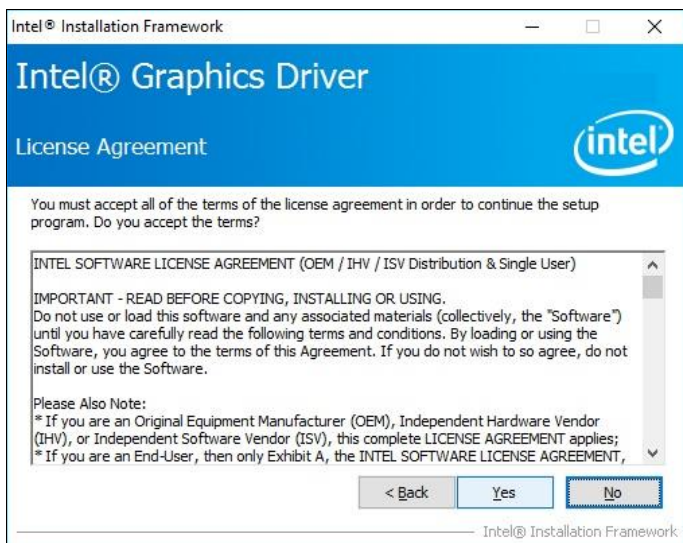 Intel® Installation Framework
Intel® Graphics Driver
License Agreement
intel
You must accept all of the terms of the license agreement in order to continue the setup
program. Do you accept the terms?
INTEL SOFTWARE LICENSE AGREEMENT (OEM / IHV / ISV Distribution & Single User)
IMPORTANT - READ BEFORE COPYING, INSTALLING OR USING.
Do not use or load this software and any associated materials (collectively, the "Software")
until you have carefully read the following terms and conditions. By loading or using the
Software, you agree to the terms of this Agreement. If you do not wish to so agree, do not
install or use the Software.
Please Also Note:
* If you are an Original Equipment Manufacturer (OEM), Independent Hardware Vendor
(IHV), or Independent Software Vendor (ISV), this complete LICENSE AGREEMENT applies;
* If you are an End-User, then only Exhibit A, the INTEL SOFTWARE LICENSE AGREEMENT,
< Back Yes No
Intel® Installation Framework